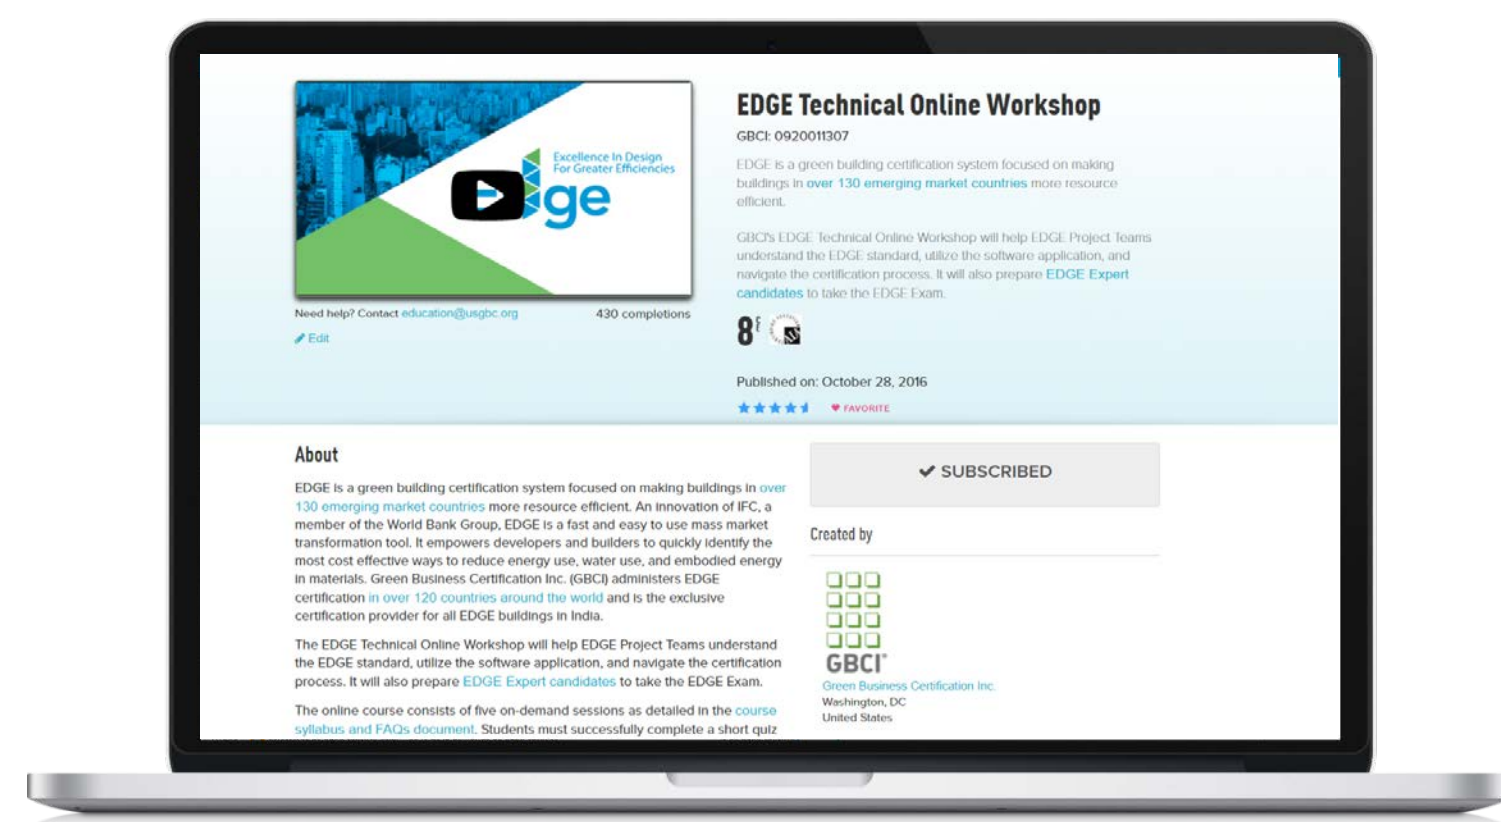 Excellence In Design
For Greater Efficiencies
ge
Need help? Contact education@usgbc.org
430 completions
Edit
EDGE Technical Online Workshop
GBCI: 0920011307
EDGE is a green building certification system focused on making
buildings in over 130 emerging market countries more resource
efficient.
GBCI's EDGE Technical Online Workshop will help EDGE Project Teams
understand the EDGE standard, utilize the software application, and
navigate the certification process. It will also prepare EDGE Expert
candidates to take the EDGE Exam.
8
Published on: October 28, 2016
FAVORITE
About
EDGE is a green building certification system focused on making buildings in over
130 emerging market countries more resource efficient. An innovation of IFC, a
member of the World Bank Group, EDGE is a fast and easy to use mass market
transformation tool. It empowers developers and builders to quickly identify the
most cost effective ways to reduce energy use, water use, and embodied energy
in materials. Green Business Certification Inc. (GBCI) administers EDGE
certification in over 120 countries around the world and is the exclusive
certification provider for all EDGE buildings in India.
The EDGE Technical Online Workshop will help EDGE Project Teams understand
the EDGE standard, utilize the software application, and navigate the certification
process. It will also prepare EDGE Expert candidates to take the EDGE Exam.
The online course consists of five on-demand sessions as detailed in the course
syllabus and FAQs document. Students must successfully complete a short quiz
SUBSCRIBED
Created by
GBCI
Green Business Certification Inc.
Washington, DC
United States